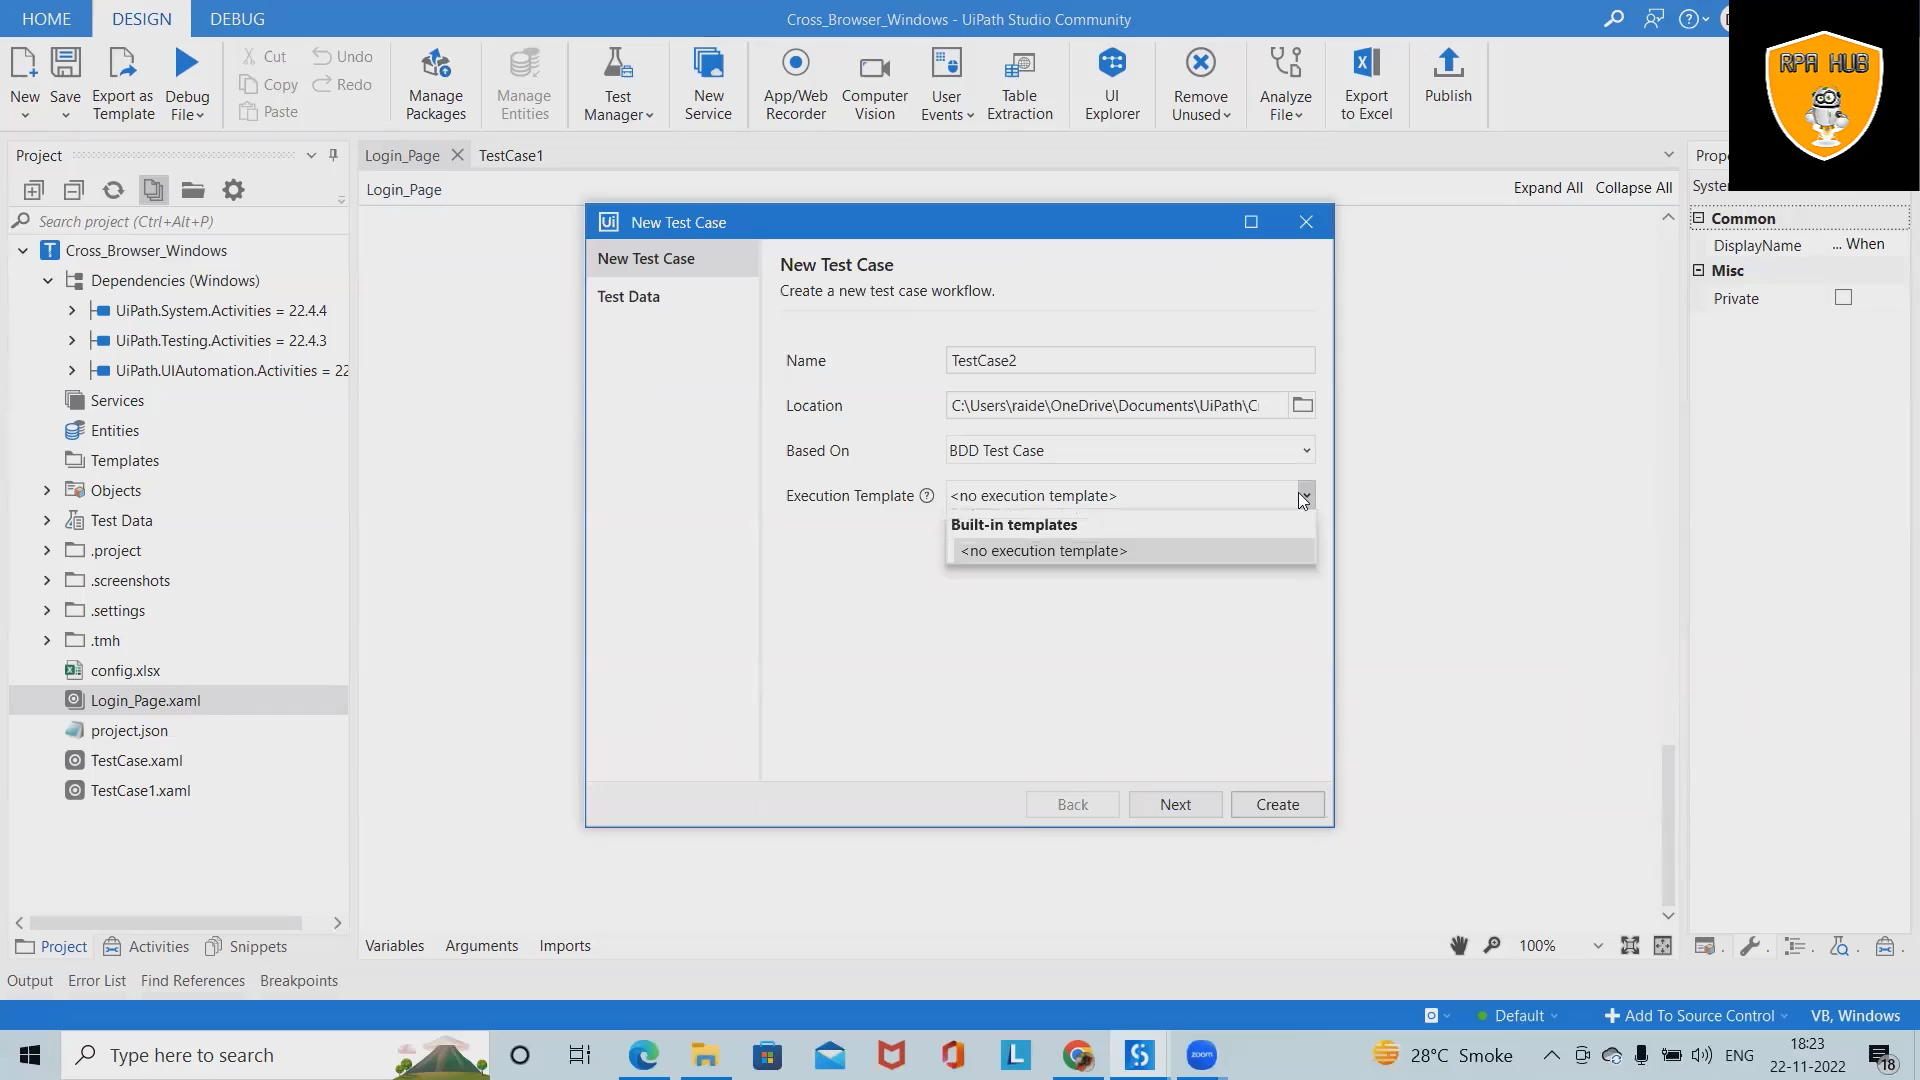 HOME DESIGN DEBUG Cross_Browser_Windows - UiPath Studio Community
RPA HUB
New Save Export as Template Debug File
Cut Copy Paste Undo Redo
Manage Packages Manage Entities Test Manager New Service App/Web Recorder Computer Vision User Events Table Extraction UI Explorer Remove Unused Analyze File Export to Excel Publish
Project
Search project (Ctrl+Alt+P)
Cross_Browser_Windows
Dependencies (Windows)
UiPath.System.Activities = 22.4.4
UiPath.Testing.Activities = 22.4.3
UiPath.UIAutomation.Activities = 22
Services
Entities
Templates
Objects
Test Data
.project
.screenshots
.settings
.tmh
config.xlsx
Login_Page.xaml
project.json
TestCase.xaml
TestCase1.xaml
Project Activities Snippets
Login_Page TestCase1
Login_Page Expand All Collapse All
Ui New Test Case
New Test Case
Test Data
New Test Case
Create a new test case workflow.
Name TestCase2
Location C:\Users\raide\OneDrive\Documents\UiPath\C
Based On BDD Test Case
Execution Template ? <no execution template>
Built-in templates
<no execution template>
Back Next Create
Prope
Syste
Common
DisplayName ... When
Misc
Private
Variables Arguments Imports 100%
Output Error List Find References Breakpoints
Default Add To Source Control VB, Windows
Type here to search
L
zoom
28°C Smoke ENG 18:23
22-11-2022
18